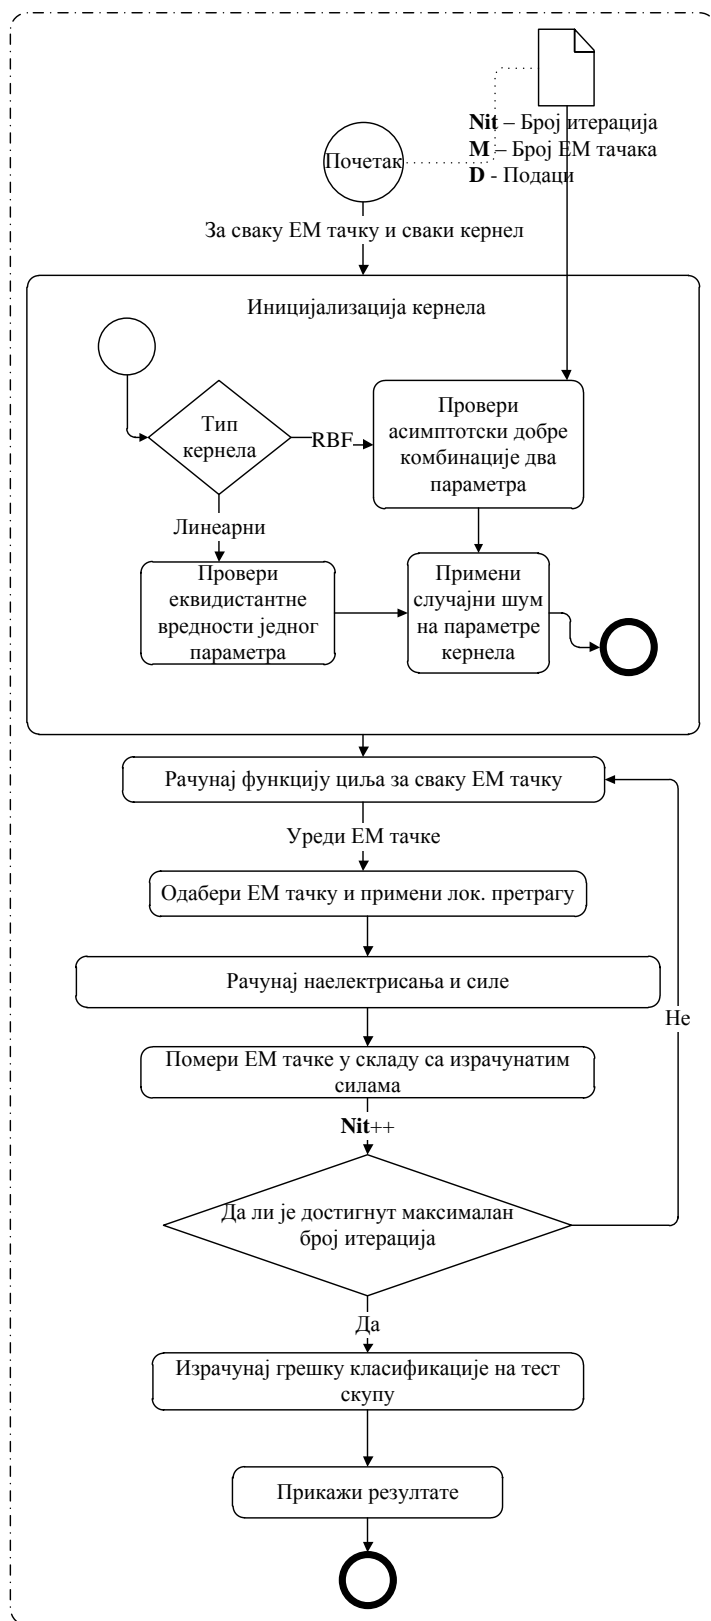 Nit – Број итерација
M – Број ЕМ тачака
D - Подаци
Почетак
За сваку ЕМ тачку и сваки кернел
Иницијализација кернела
Тип
кернела
RBF
Провери
асимптотски добре
комбинације два
параметра
Линеарни
Провери
еквидистантне
вредности једног
параметра
Примени
случајни шум
на параметре
кернела
Рачунај функцију циља за сваку ЕМ тачку
Уреди ЕМ тачке
Одабери ЕМ тачку и примени лок. претрагу
Рачунај наелектрисања и силе
Не
Помери ЕМ тачке у складу са израчунатим
силама
Nit++
Да ли је достигнут максималан
број итерација
Да
Израчунај грешку класификације на тест
скупу
Прикажи резултате